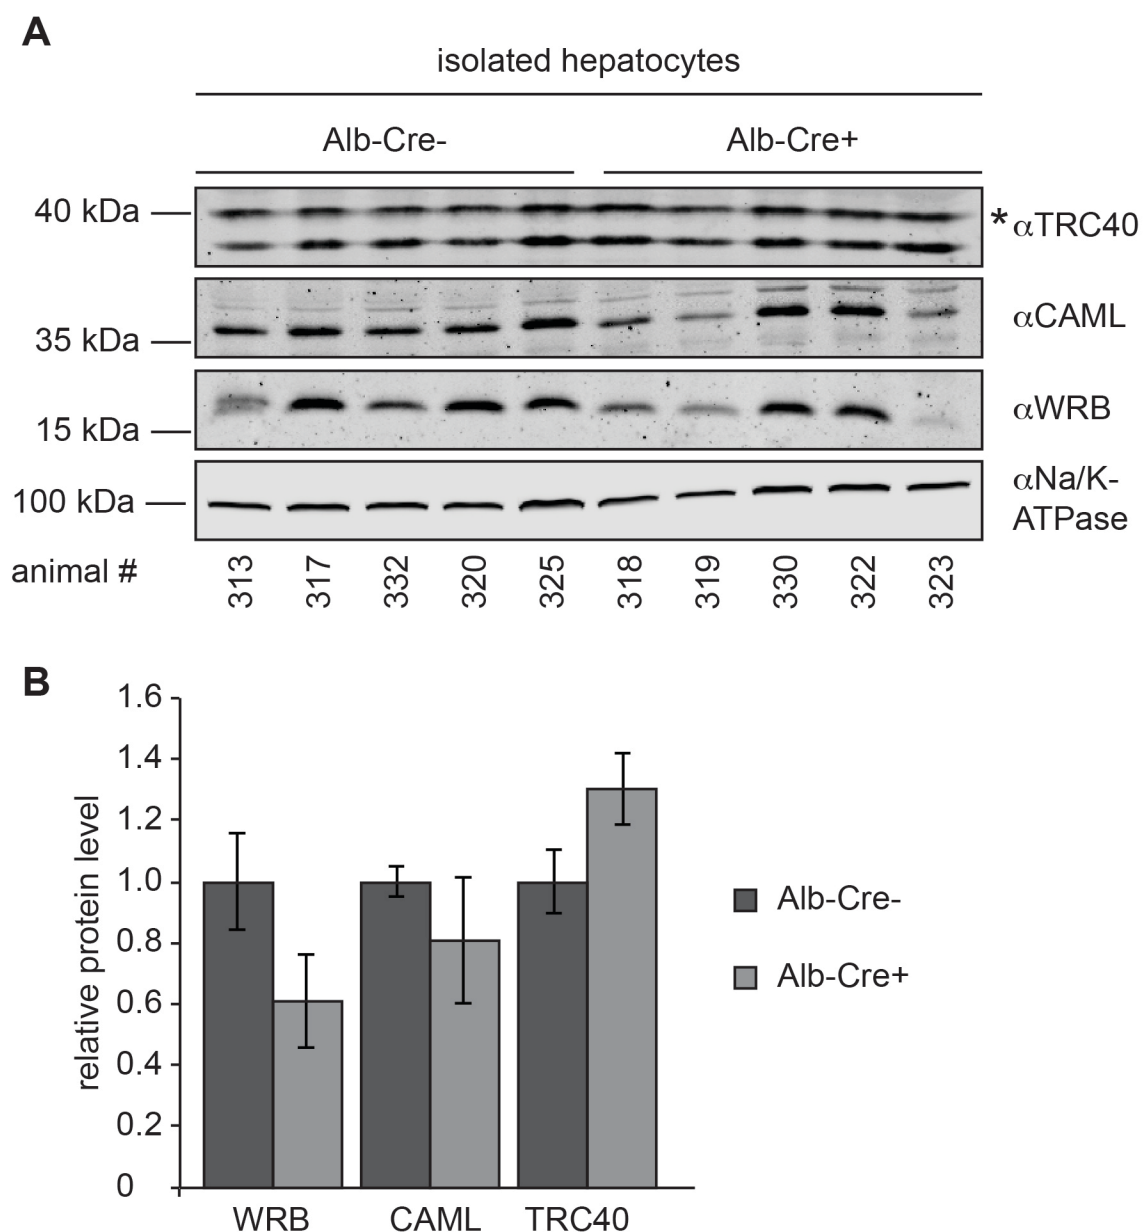 A
isolated hepatocytes
Alb-Cre-
Alb-Cre+
40 kDa
* αTRC40
αCAML
35 kDa
αWRB
15 kDa
αNa/K-
ATPase
100 kDa
animal #
313
317
332
320
325
318
319
330
322
323
B
relative protein level
1.6
1.4
1.2
1.0
0.8
0.6
0.4
0.2
0
WRB
CAML
TRC40
Alb-Cre-
Alb-Cre+